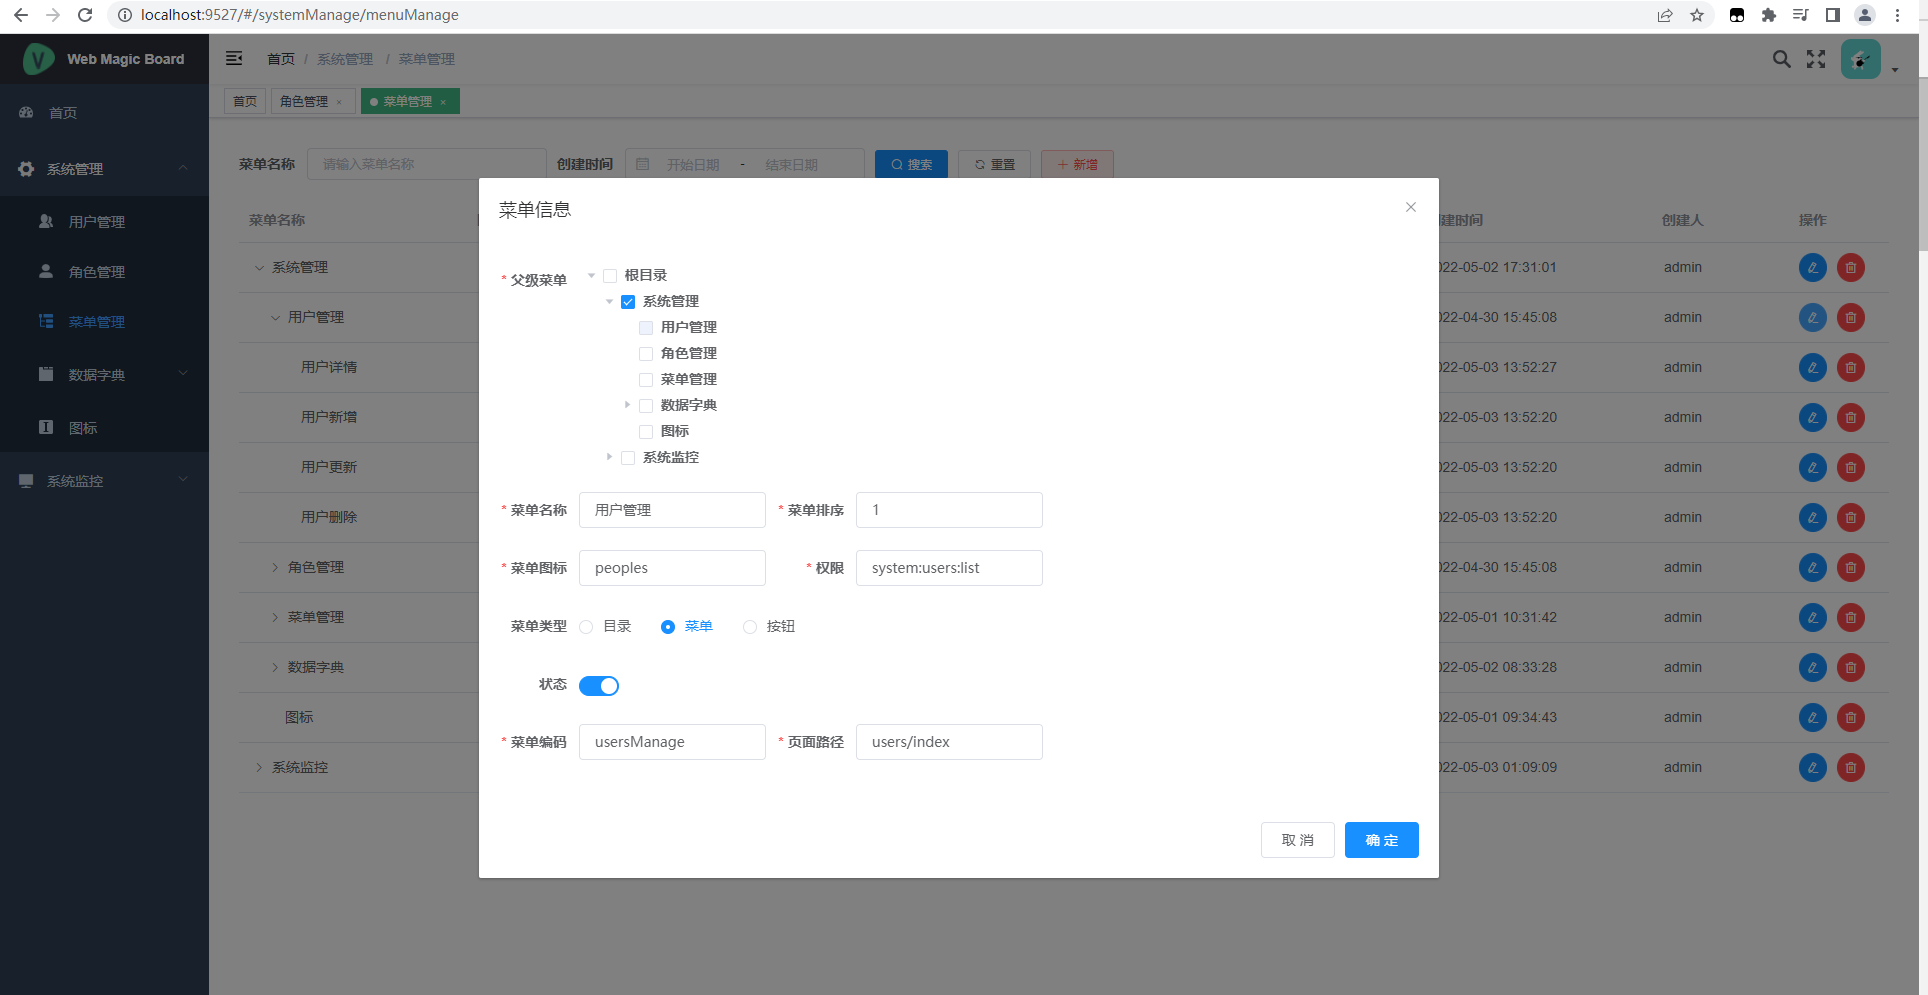 localhost:9527/#/systemManage/menuManage
Web Magic Board
首页 / 系统管理 / 菜单管理
首页
角色管理 ×
菜单管理 ×
首页
系统管理
用户管理
角色管理
菜单管理
数据字典
图标
系统监控
菜单名称 请输入菜单名称 创建时间 开始日期 - 结束日期 搜索 重置 新增
菜单名称 建时间 创建人 操作
系统管理 22-05-02 17:31:01 admin
用户管理 22-04-30 15:45:08 admin
用户详情 22-05-03 13:52:27 admin
用户新增 22-05-03 13:52:20 admin
用户更新 22-05-03 13:52:20 admin
用户删除 22-05-03 13:52:20 admin
角色管理 22-04-30 15:45:08 admin
菜单管理 22-05-01 10:31:42 admin
数据字典 22-05-02 08:33:28 admin
图标 22-05-01 09:34:43 admin
系统监控 22-05-03 01:09:09 admin
菜单信息
* 父级菜单 根目录
系统管理
用户管理
角色管理
菜单管理
数据字典
图标
系统监控
* 菜单名称 用户管理 * 菜单排序 1
* 菜单图标 peoples * 权限 system:users:list
菜单类型 目录 菜单 按钮
状态
* 菜单编码 usersManage * 页面路径 users/index
取 消 确 定